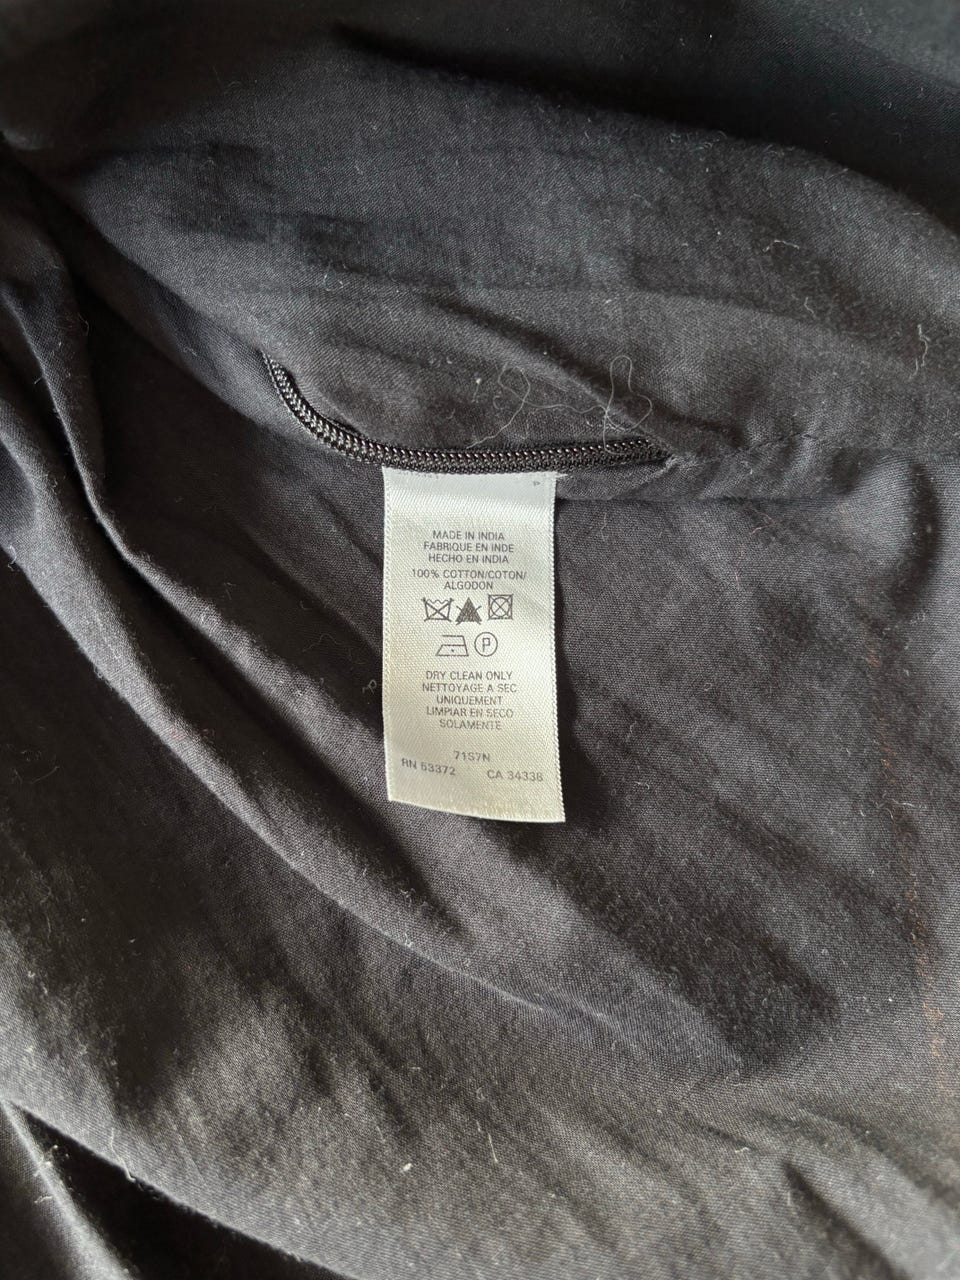 P
MADE IN INDIA
FABRIQUE EN INDE
HECHO EN INDIA
100% COTTON/COTON/
ALGODON
P
DRY CLEAN ONLY
NETTOYAGE A SEC
UNIQUEMENT
LIMPIAR EN SECO
SOLAMENTE
71S7N
RN 53372 CA 34338